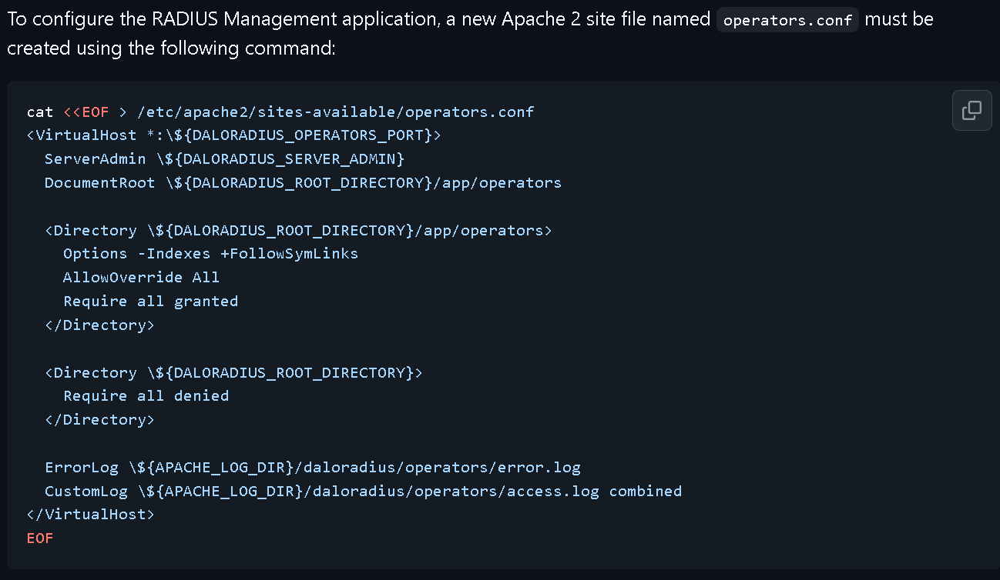 To configure the RADIUS Management application, a new Apache 2 site file named operators.conf must be
created using the following command:
cat <<EOF > /etc/apache2/sites-available/operators.conf
<VirtualHost *:\${DALORADIUS_OPERATORS_PORT}>
  ServerAdmin \${DALORADIUS_SERVER_ADMIN}
  DocumentRoot \${DALORADIUS_ROOT_DIRECTORY}/app/operators

  <Directory \${DALORADIUS_ROOT_DIRECTORY}/app/operators>
    Options -Indexes +FollowSymLinks
    AllowOverride All
    Require all granted
  </Directory>

  <Directory \${DALORADIUS_ROOT_DIRECTORY}>
    Require all denied
  </Directory>

  ErrorLog \${APACHE_LOG_DIR}/daloradius/operators/error.log
  CustomLog \${APACHE_LOG_DIR}/daloradius/operators/access.log combined
</VirtualHost>
EOF